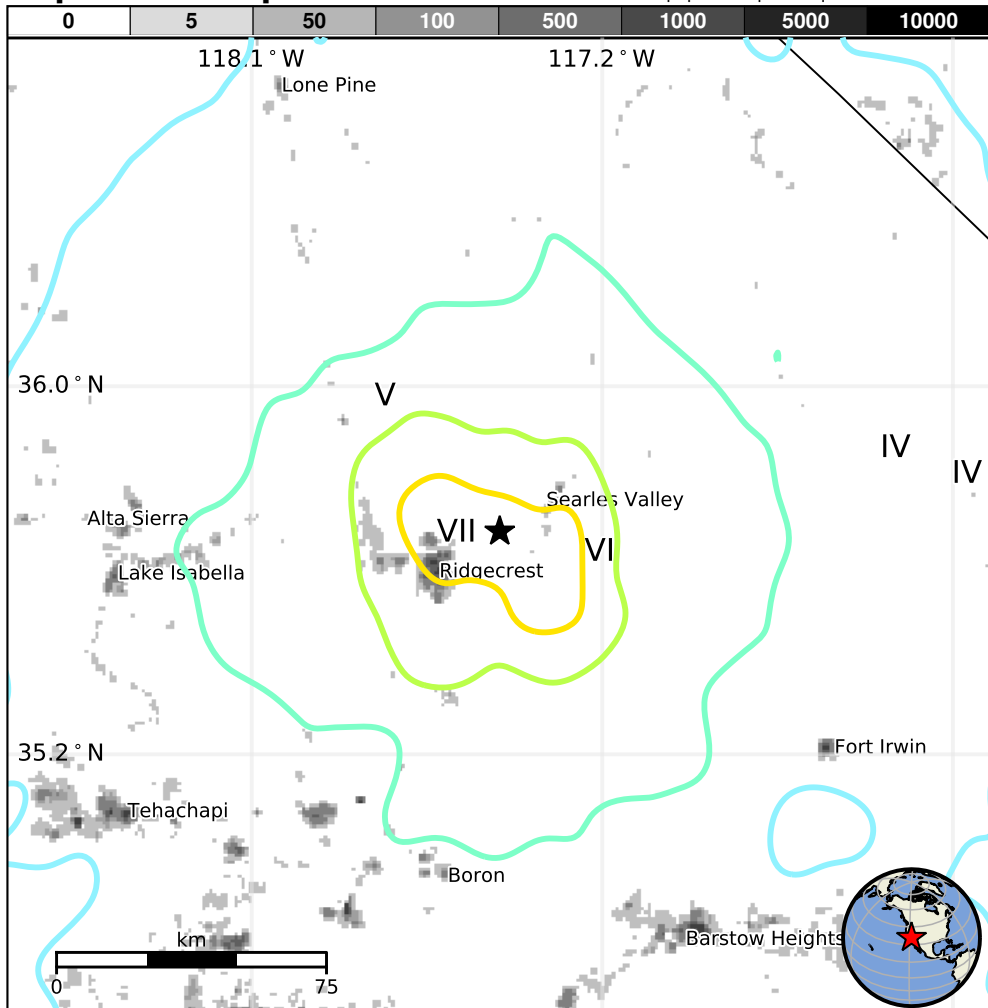 0 5 50 100 500 1000 5000 10000
118.1°W 117.2°W
Lone Pine
36.0°N
V
IV
IV
Searles Valley
Alta Sierra
VII
VI
Lake Isabella
Ridgecrest
35.2°N
Fort Irwin
Tehachapi
Boron
Barstow Heights
km
0 75